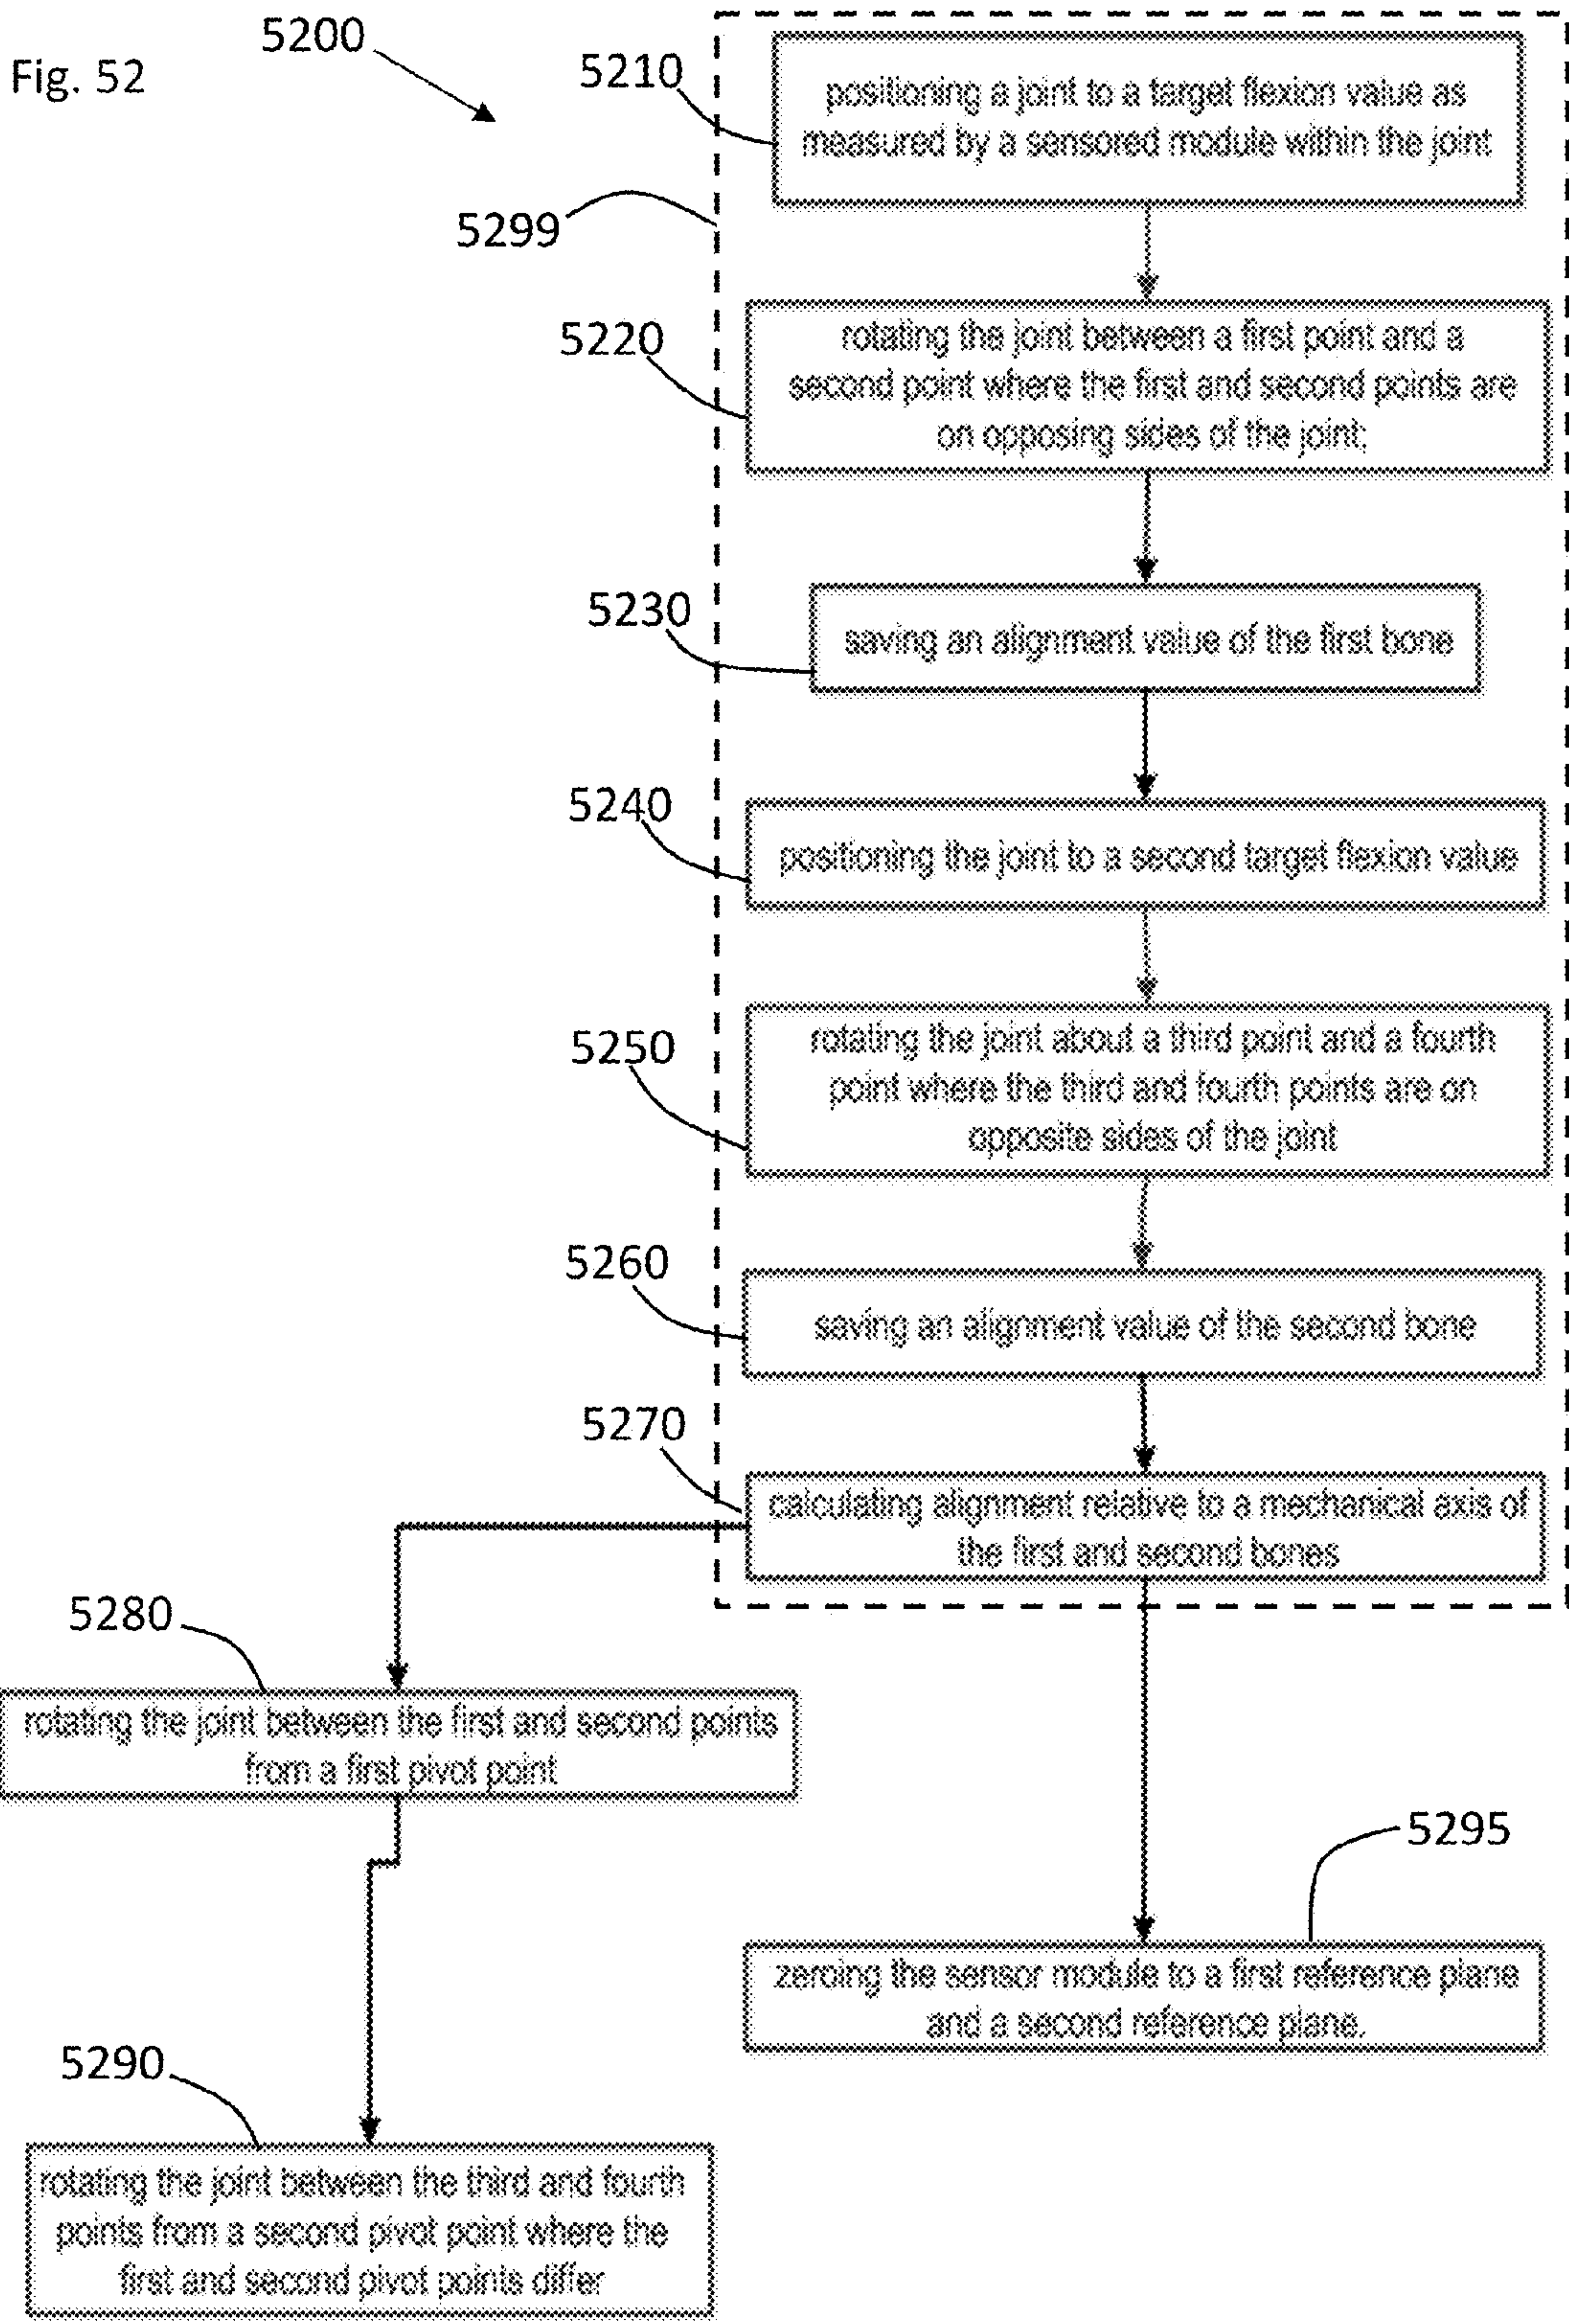 Fig. 52
5200
5210
positioning a joint to a target flexion value as
measured by a sensored module within the joint
5299
5220
rotating the joint between a first point and a
second point where the first and second points are
on opposing sides of the joint;
5230
saving an alignment value of the first bone
5240
positioning the joint to a second target flexion value
5250
rotating the joint about a third point and a fourth
point where the third and fourth points are on
opposite sides of the joint
5260
saving an alignment value of the second bone
5270
calculating alignment relative to a mechanical axis of
the first and second bones
5280
rotating the joint between the first and second points
from a first pivot point
5295
zeroing the sensor module to a first reference plane
and a second reference plane.
5290
rotating the joint between the third and fourth
points from a second pivot point where the
first and second pivot points differ